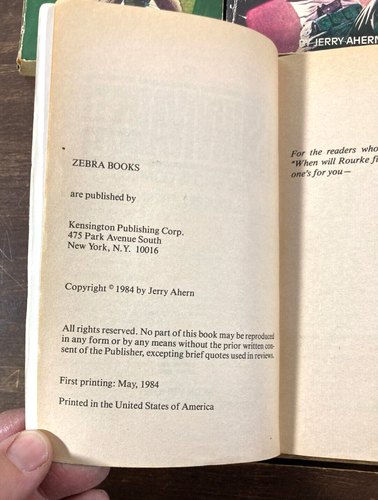 BY JERRY AHERN
ZEBRA BOOKS
are published by
Kensington Publishing Corp.
475 Park Avenue South
New York, N.Y. 10016
Copyright © 1984 by Jerry Ahern
All rights reserved. No part of this book may be reproduced
in any form or by any means without the prior written con-
sent of the Publisher, excepting brief quotes used in reviews.
First printing: May, 1984
Printed in the United States of America
For the readers who
"When will Rourke fi
one's for you—